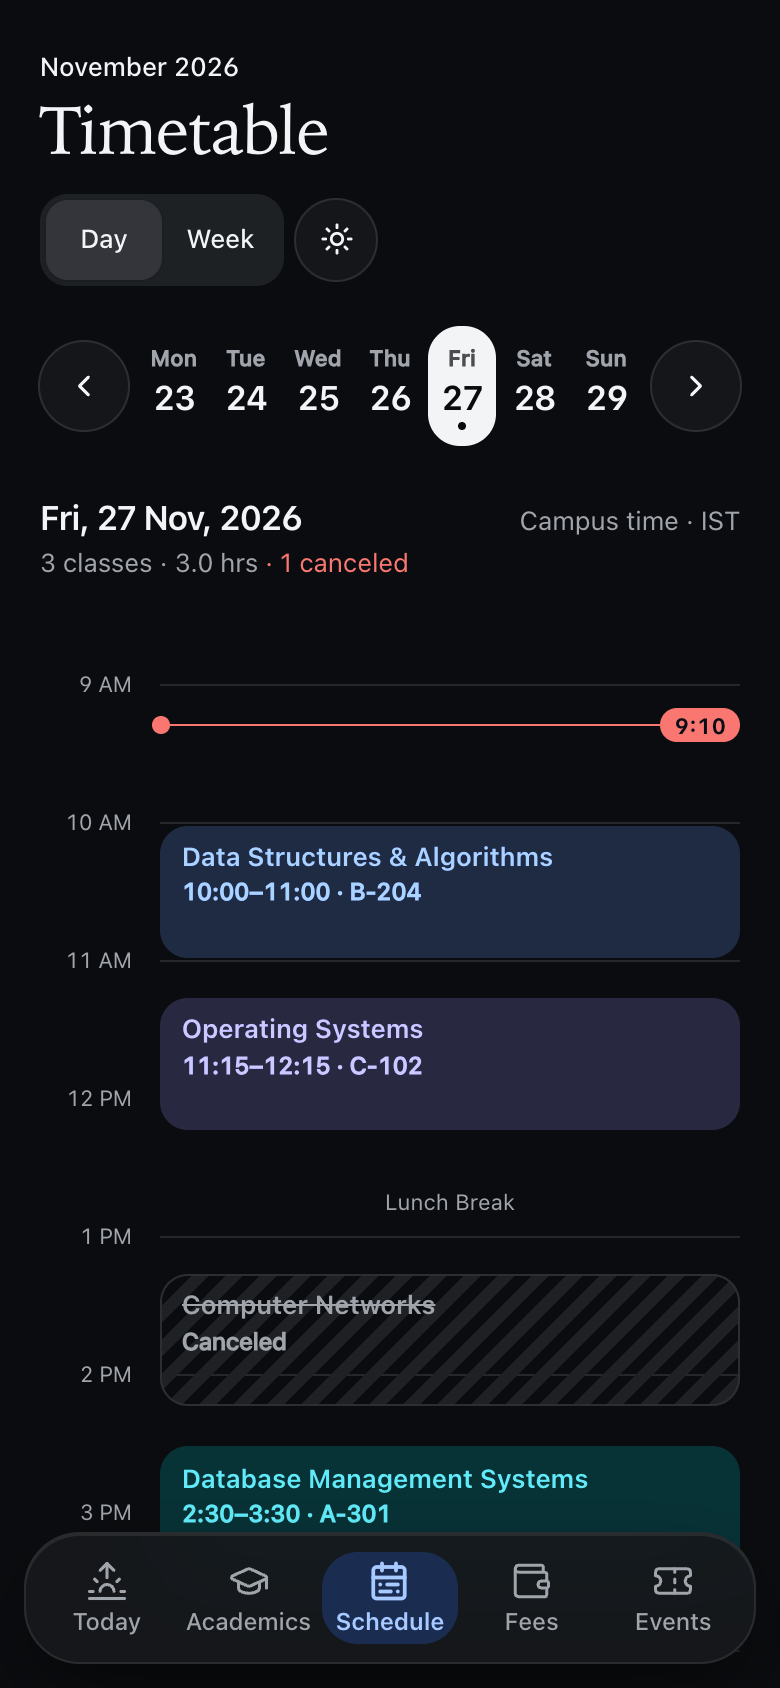 November 2026
Timetable
Day Week
Mon Tue Wed Thu Fri Sat Sun
23 24 25 26 27 28 29
Fri, 27 Nov, 2026
Campus time · IST
3 classes · 3.0 hrs · 1 canceled
9 AM
9:10
10 AM
Data Structures & Algorithms
10:00–11:00 · B-204
11 AM
Operating Systems
11:15–12:15 · C-102
12 PM
Lunch Break
1 PM
Computer Networks
Canceled
2 PM
Database Management Systems
2:30–3:30 · A-301
3 PM
Today Academics Schedule Fees Events